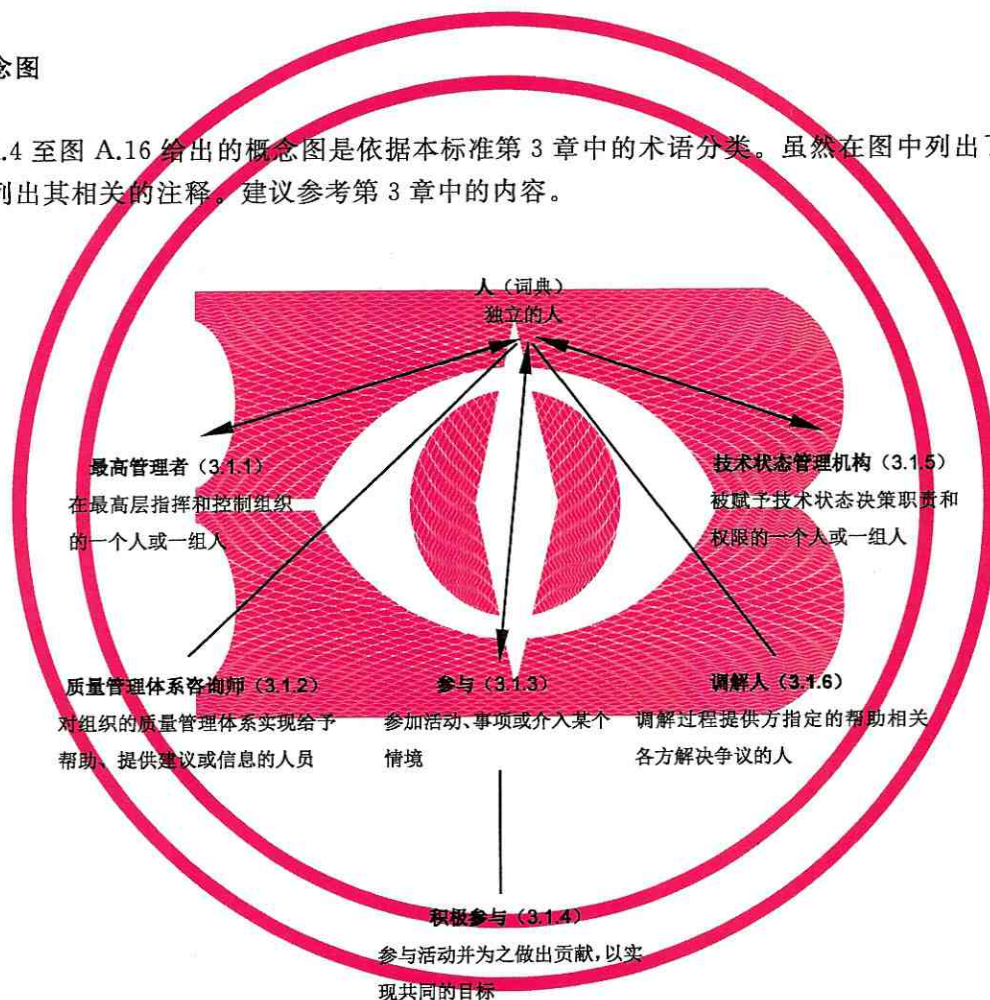 念图
.4 至图 A.16 给出的概念图是依据本标准第 3 章中的术语分类。虽然在图中列出了
列出其相关的注释。建议参考第 3 章中的内容。
人(词典)
独立的人
最高管理者(3.1.1)
在最高层指挥和控制组织
的一个人或一组人
技术状态管理机构(3.1.5)
被赋予技术状态决策职责和
权限的一个人或一组人
质量管理体系咨询师(3.1.2)
对组织的质量管理体系实现给予
帮助、提供建议或信息的人员
参与(3.1.3)
参加活动、事项或介入某个
情境
调解人(3.1.6)
调解过程提供方指定的帮助相关
各方解决争议的人
积极参与(3.1.4)
参与活动并为之做出贡献,以实
现共同的目标